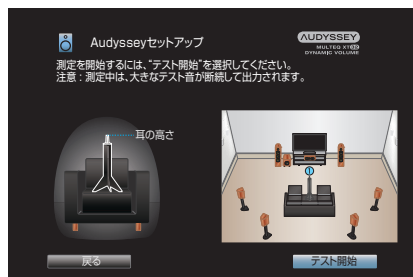 Audysseyセットアップ
AUDYSSEY
MULTEQ XT32
DYNAMIC VOLUME
測定を開始するには、“テスト開始”を選択してください。
注意：測定中は、大きなテスト音が断続して出力されます。
耳の高さ
戻る
テスト開始